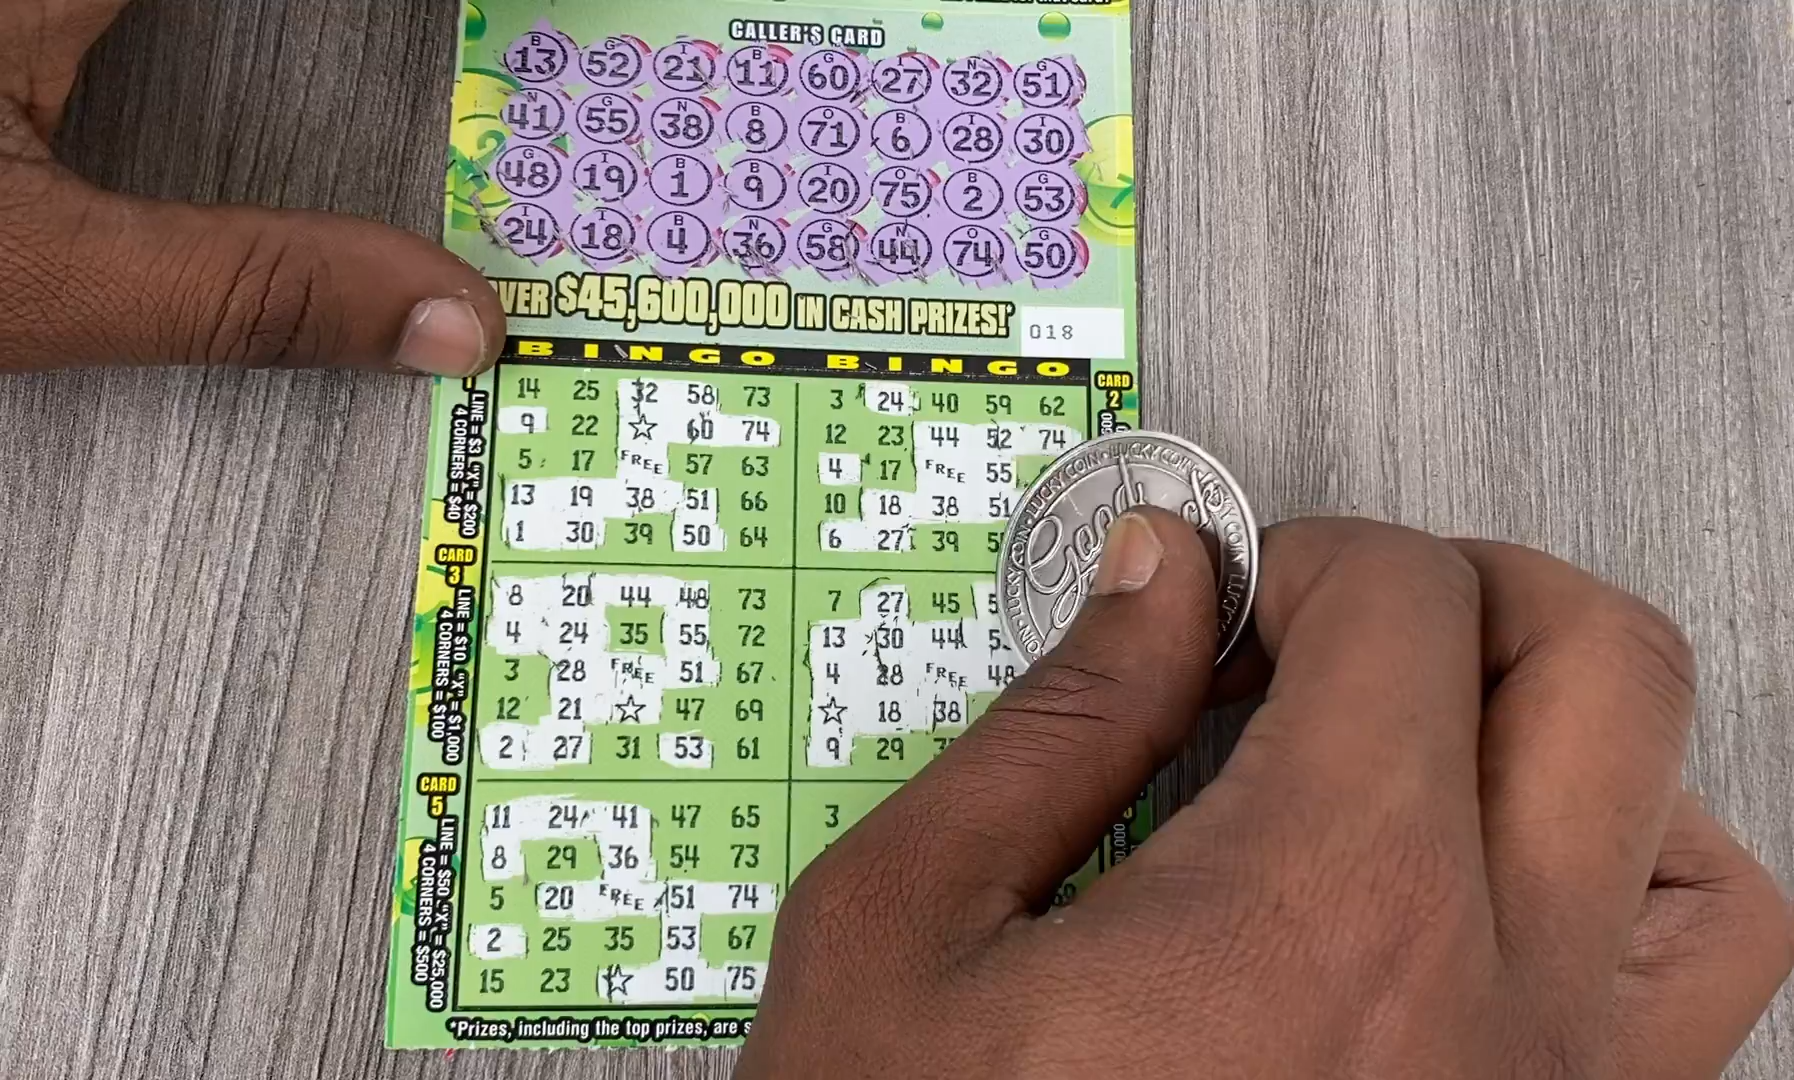 CALLER'S CARD
B G I B G I N G
13 52 21 11 60 27 32 51
N G N B O B I I
41 55 38 8 71 6 28 30
G I B B I O B G
48 19 1 9 20 75 2 53
I I B N G N O G
24 18 4 36 58 44 74 50
VER $45,600,000 IN CASH PRIZES!*
018
B I N G O B I N G O
LINE = $3 "X" = $200
4 CORNERS = $40
14 25 32 58 73
9 22 60 74
5 17 FREE 57 63
13 19 38 51 66
1 30 39 50 64
CARD
2
3 24 40 59 62
12 23 44 52 74
4 17 FREE 55
10 18 38 51
6 27 39 5
CARD
3
LINE = $10 "X" = $1,000
4 CORNERS = $100
8 20 44 48 73
4 24 35 55 72
3 28 FREE 51 67
12 21 47 69
2 27 31 53 61
7 27 45 5
13 30 44 5
4 28 FREE 48
18 38
9 29
CARD
5
LINE = $50 "X" = $25,000
4 CORNERS = $500
11 24 41 47 65
8 29 36 54 73
5 20 FREE 51 74
2 25 35 53 67
15 23 50 75
3
*Prizes, including the top prizes, are s
LUCKY COIN LUCKY COIN
Good